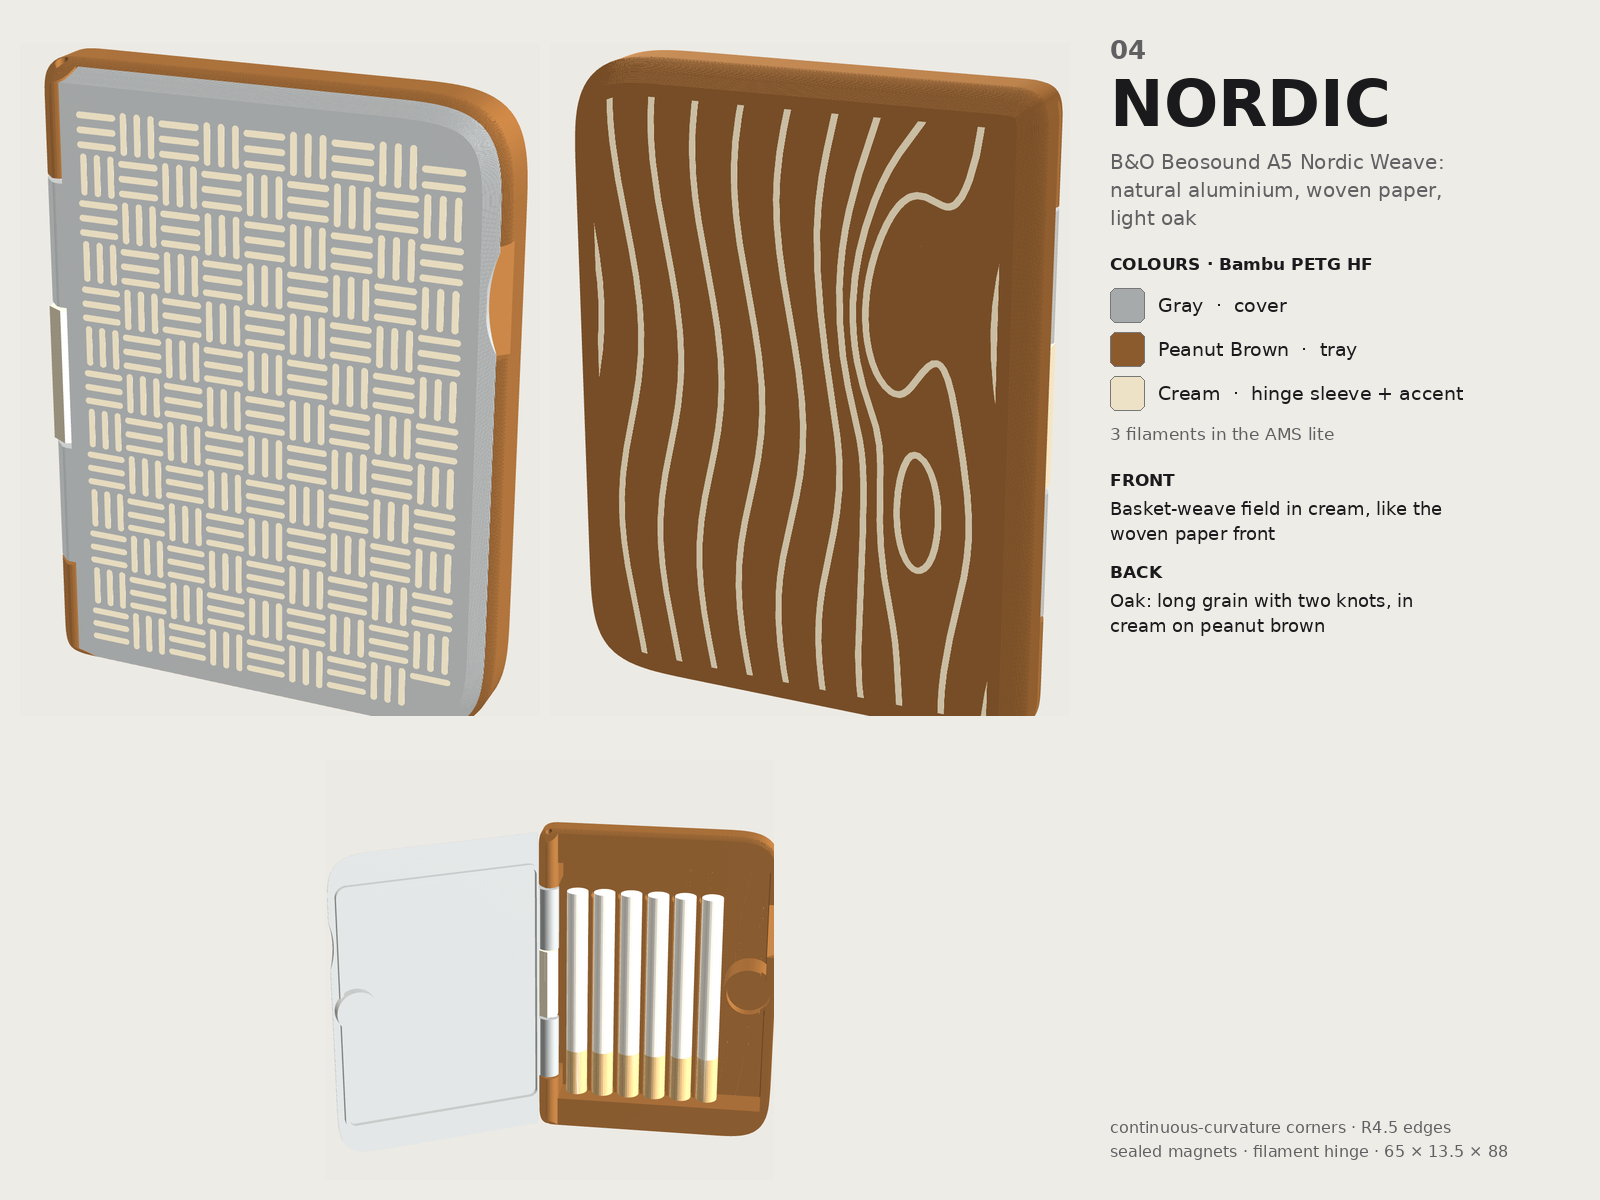 04
NORDIC
B&O Beosound A5 Nordic Weave:
natural aluminium, woven paper,
light oak
COLOURS · Bambu PETG HF
Gray · cover
Peanut Brown · tray
Cream · hinge sleeve + accent
3 filaments in the AMS lite
FRONT
Basket-weave field in cream, like the
woven paper front
BACK
Oak: long grain with two knots, in
cream on peanut brown
continuous-curvature corners · R4.5 edges
sealed magnets · filament hinge · 65 × 13.5 × 88